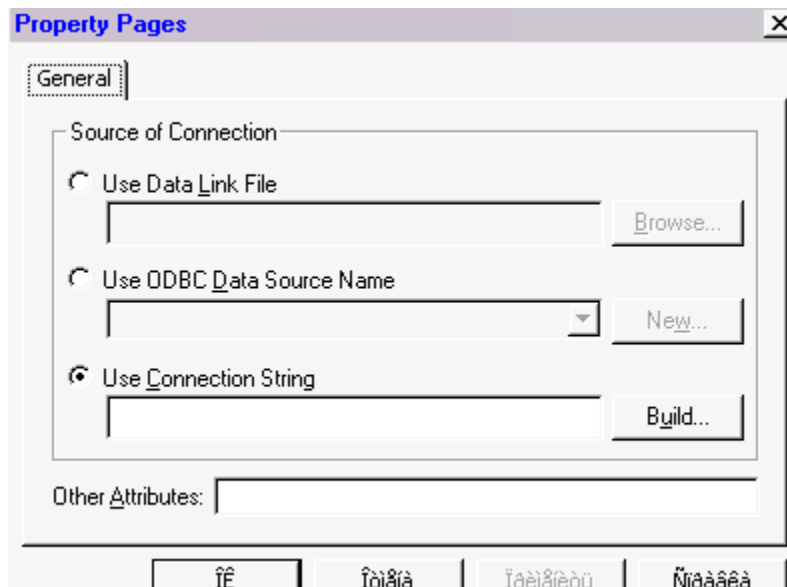 Property Pages
General
Source of Connection
Use Data Link File
Browse...
Use ODBC Data Source Name
New...
Use Connection String
Build...
Other Attributes:
ÎÊ Îòìåíà Ïðèìåíèòü Ñïðàâêà